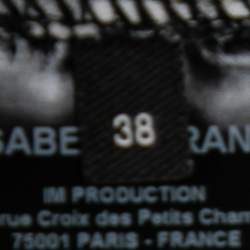 38
SABE RAN
IM PRODUCTION
rue Croix des Petits Cham
75001 PARIS - FRANCE